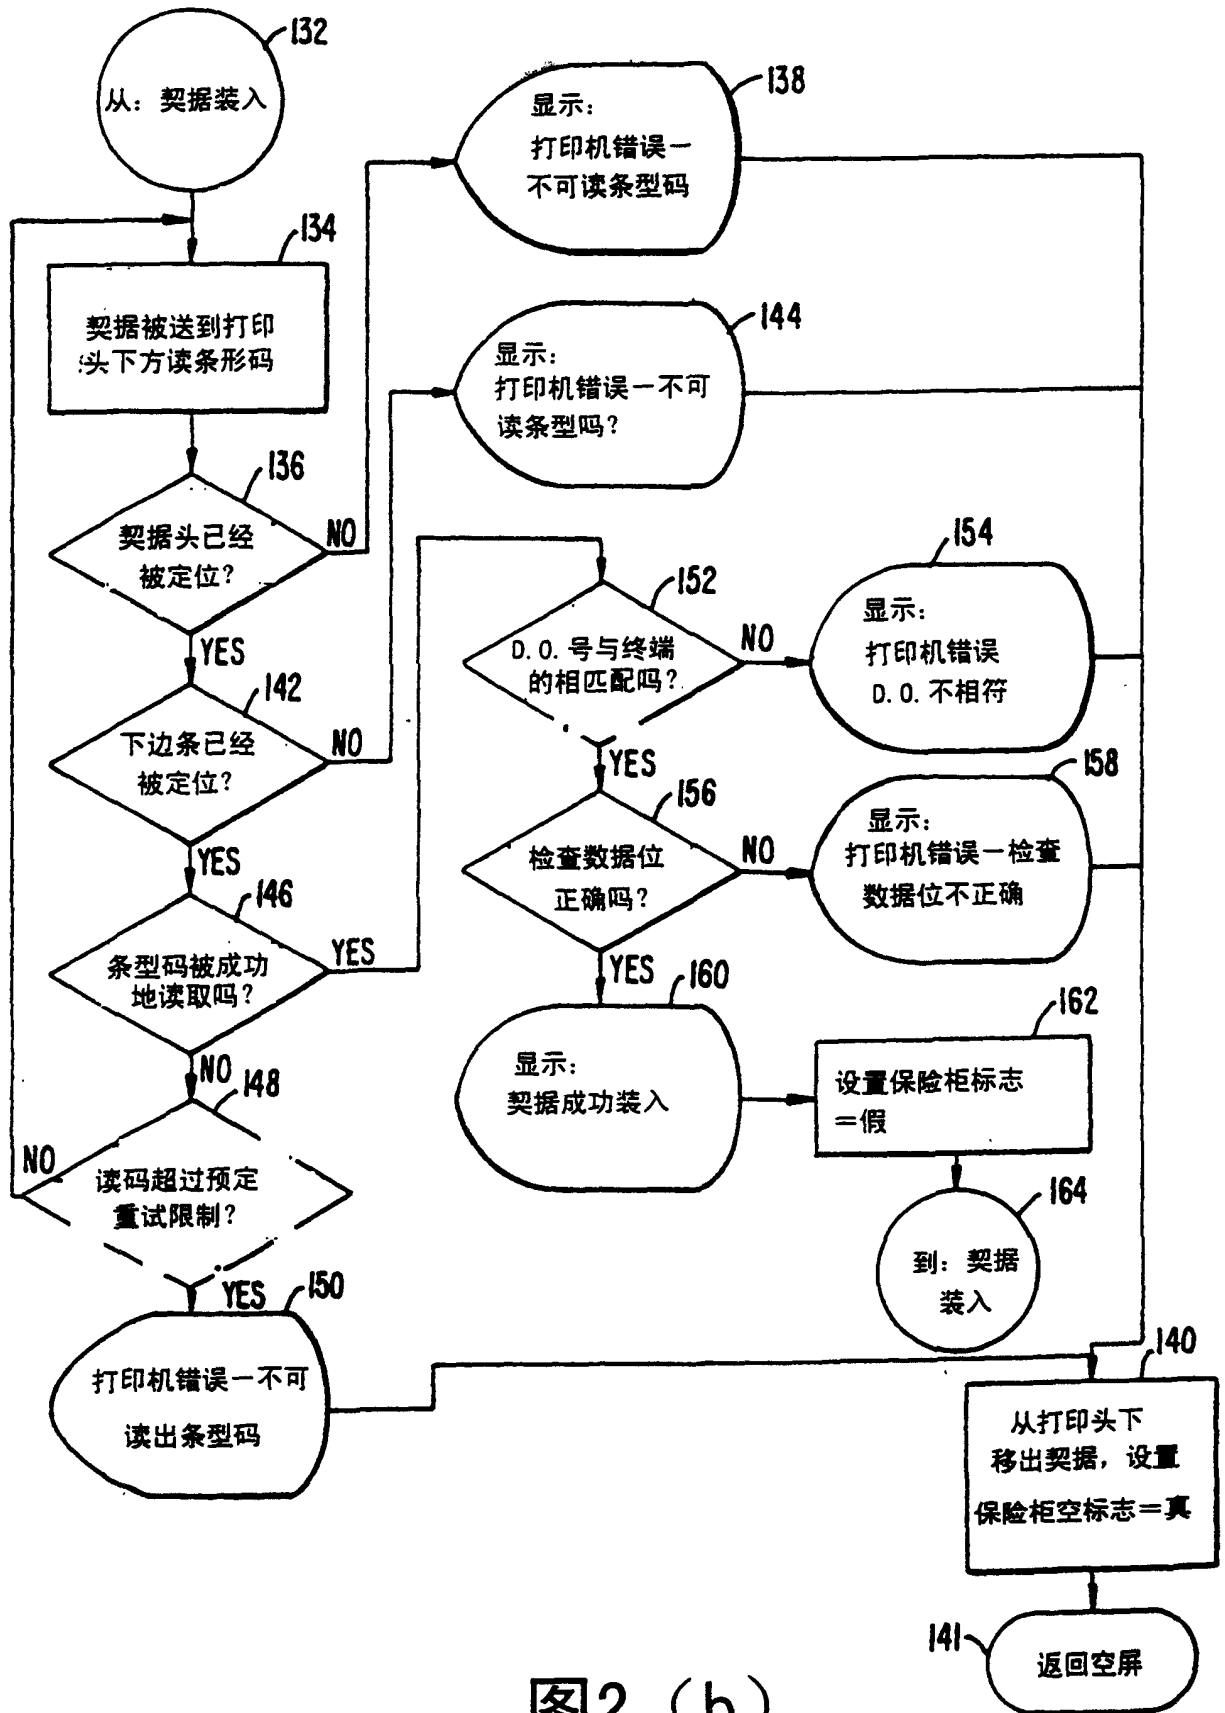 132
从：契据装入
134
契据被送到打印
头下方读条形码
136
契据头已经
被定位？
NO
YES
138
显示：
打印机错误一
不可读条型码
142
下边条已经
被定位？
NO
YES
144
显示：
打印机错误一不可
读条型吗？
146
条型码被成功
地读取吗？
YES
NO
148
读码超过预定
重试限制？
NO
YES
150
打印机错误一不可
读出条型码
152
D.O.号与终端
的相匹配吗？
NO
YES
154
显示：
打印机错误
D.O.不相符
156
检查数据位
正确吗？
NO
YES
158
显示：
打印机错误一检查
数据位不正确
160
显示：
契据成功装入
162
设置保险柜标志
＝假
164
到：契据
装入
140
从打印头下
移出契据，设置
保险柜空标志＝真
141
返回空屏
图2（b）